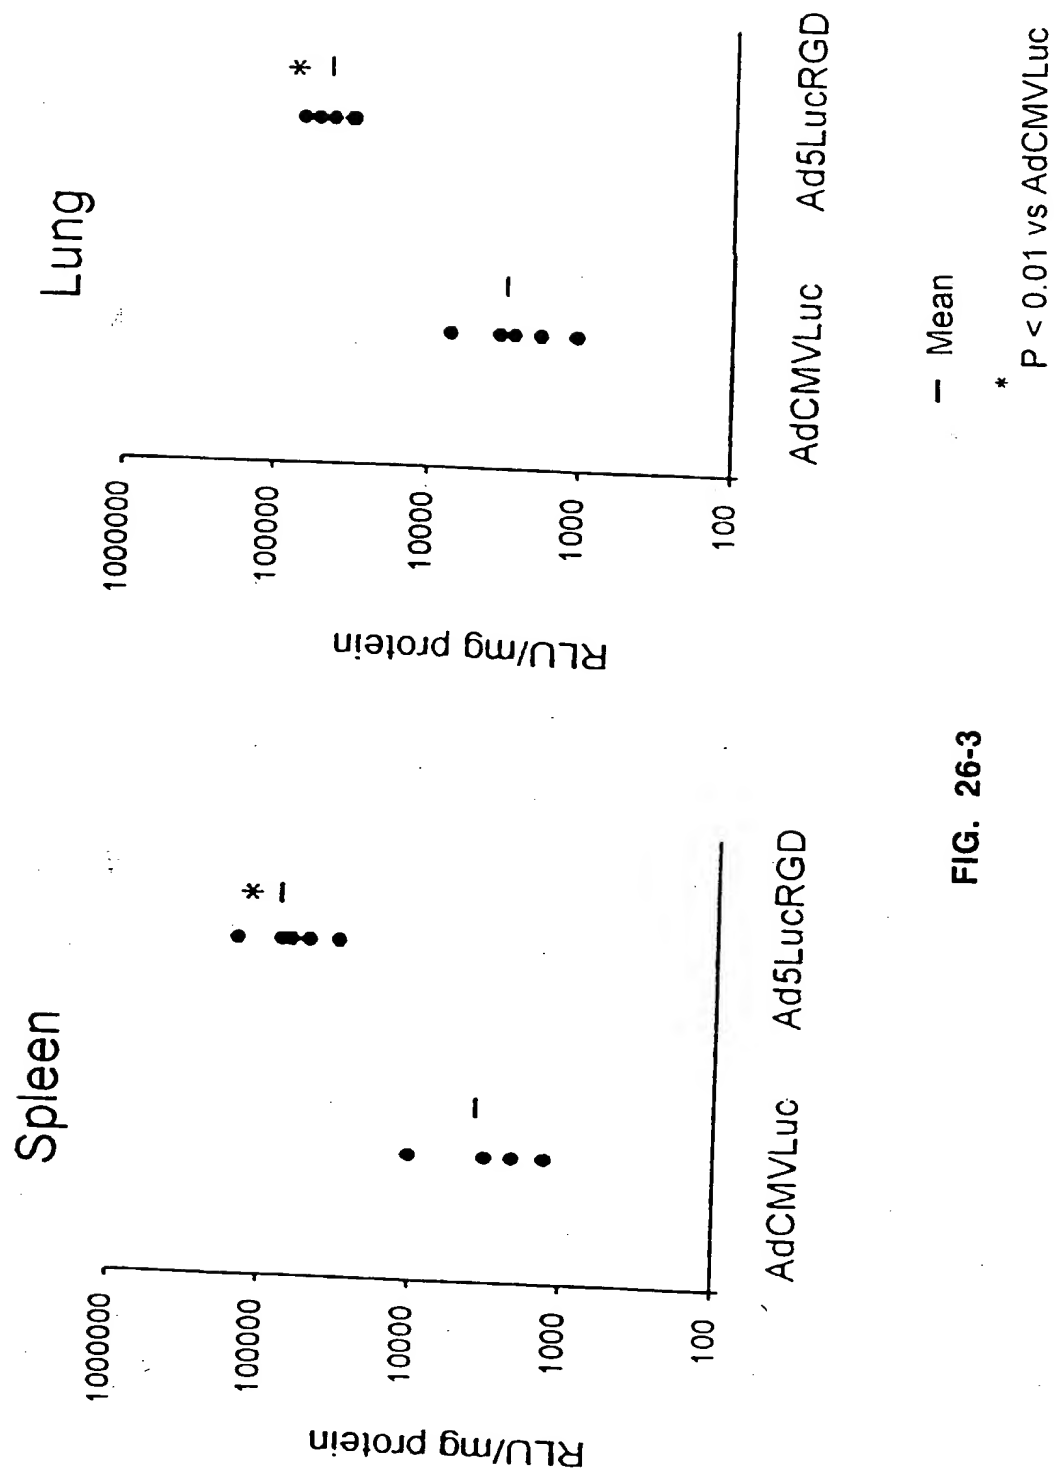 Spleen
RLU/mg protein
1000000
100000
10000
1000
100
*
AdCMVLuc
Ad5LucRGD
Lung
RLU/mg protein
1000000
100000
10000
1000
100
*
AdCMVLuc
Ad5LucRGD
– Mean
*
P < 0.01 vs AdCMVLuc
FIG. 26-3